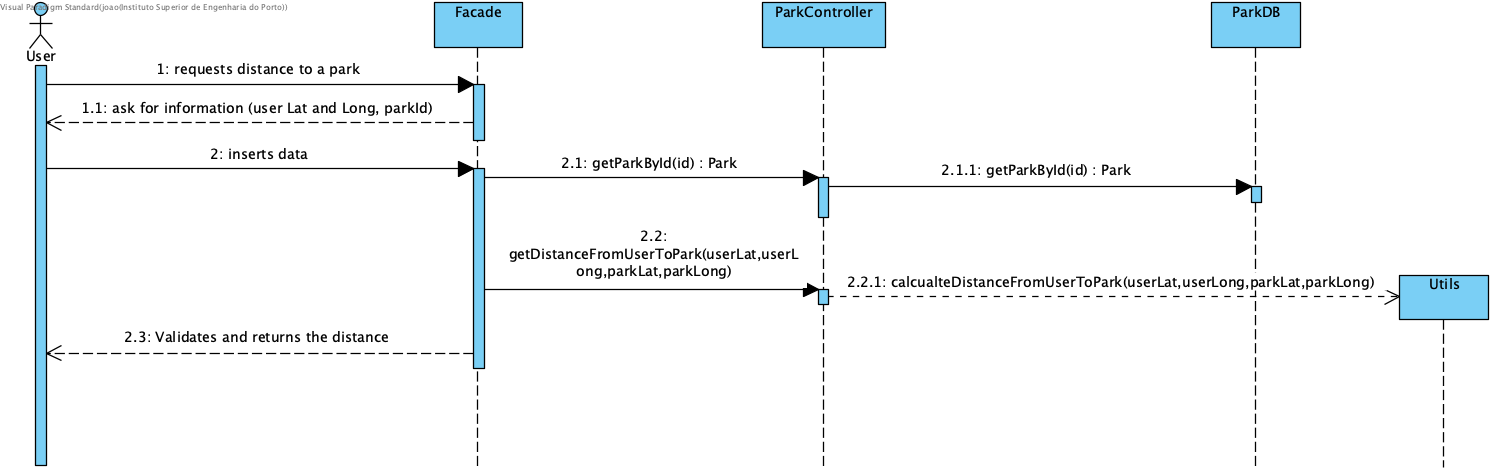 Visual Paradigm Standard(joao(Instituto Superior de Engenharia do Porto))
User
Facade
ParkController
ParkDB
1: requests distance to a park
1.1: ask for information (user Lat and Long, parkId)
2: inserts data
2.1: getParkById(id) : Park
2.1.1: getParkById(id) : Park
2.2:
getDistanceFromUserToPark(userLat,userL
ong,parkLat,parkLong)
2.2.1: calcualteDistanceFromUserToPark(userLat,userLong,parkLat,parkLong)
Utils
2.3: Validates and returns the distance